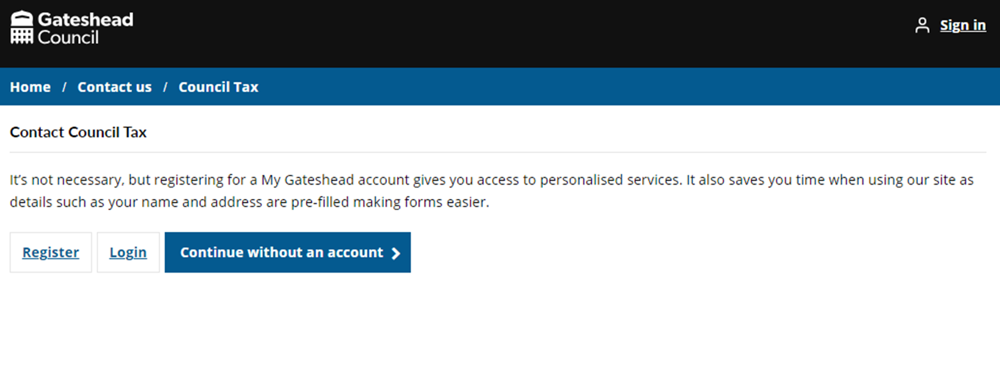 Gateshead
Council
Sign in
Home / Contact us / Council Tax
Contact Council Tax
It's not necessary, but registering for a My Gateshead account gives you access to personalised services. It also saves you time when using our site as
details such as your name and address are pre-filled making forms easier.
Register Login Continue without an account